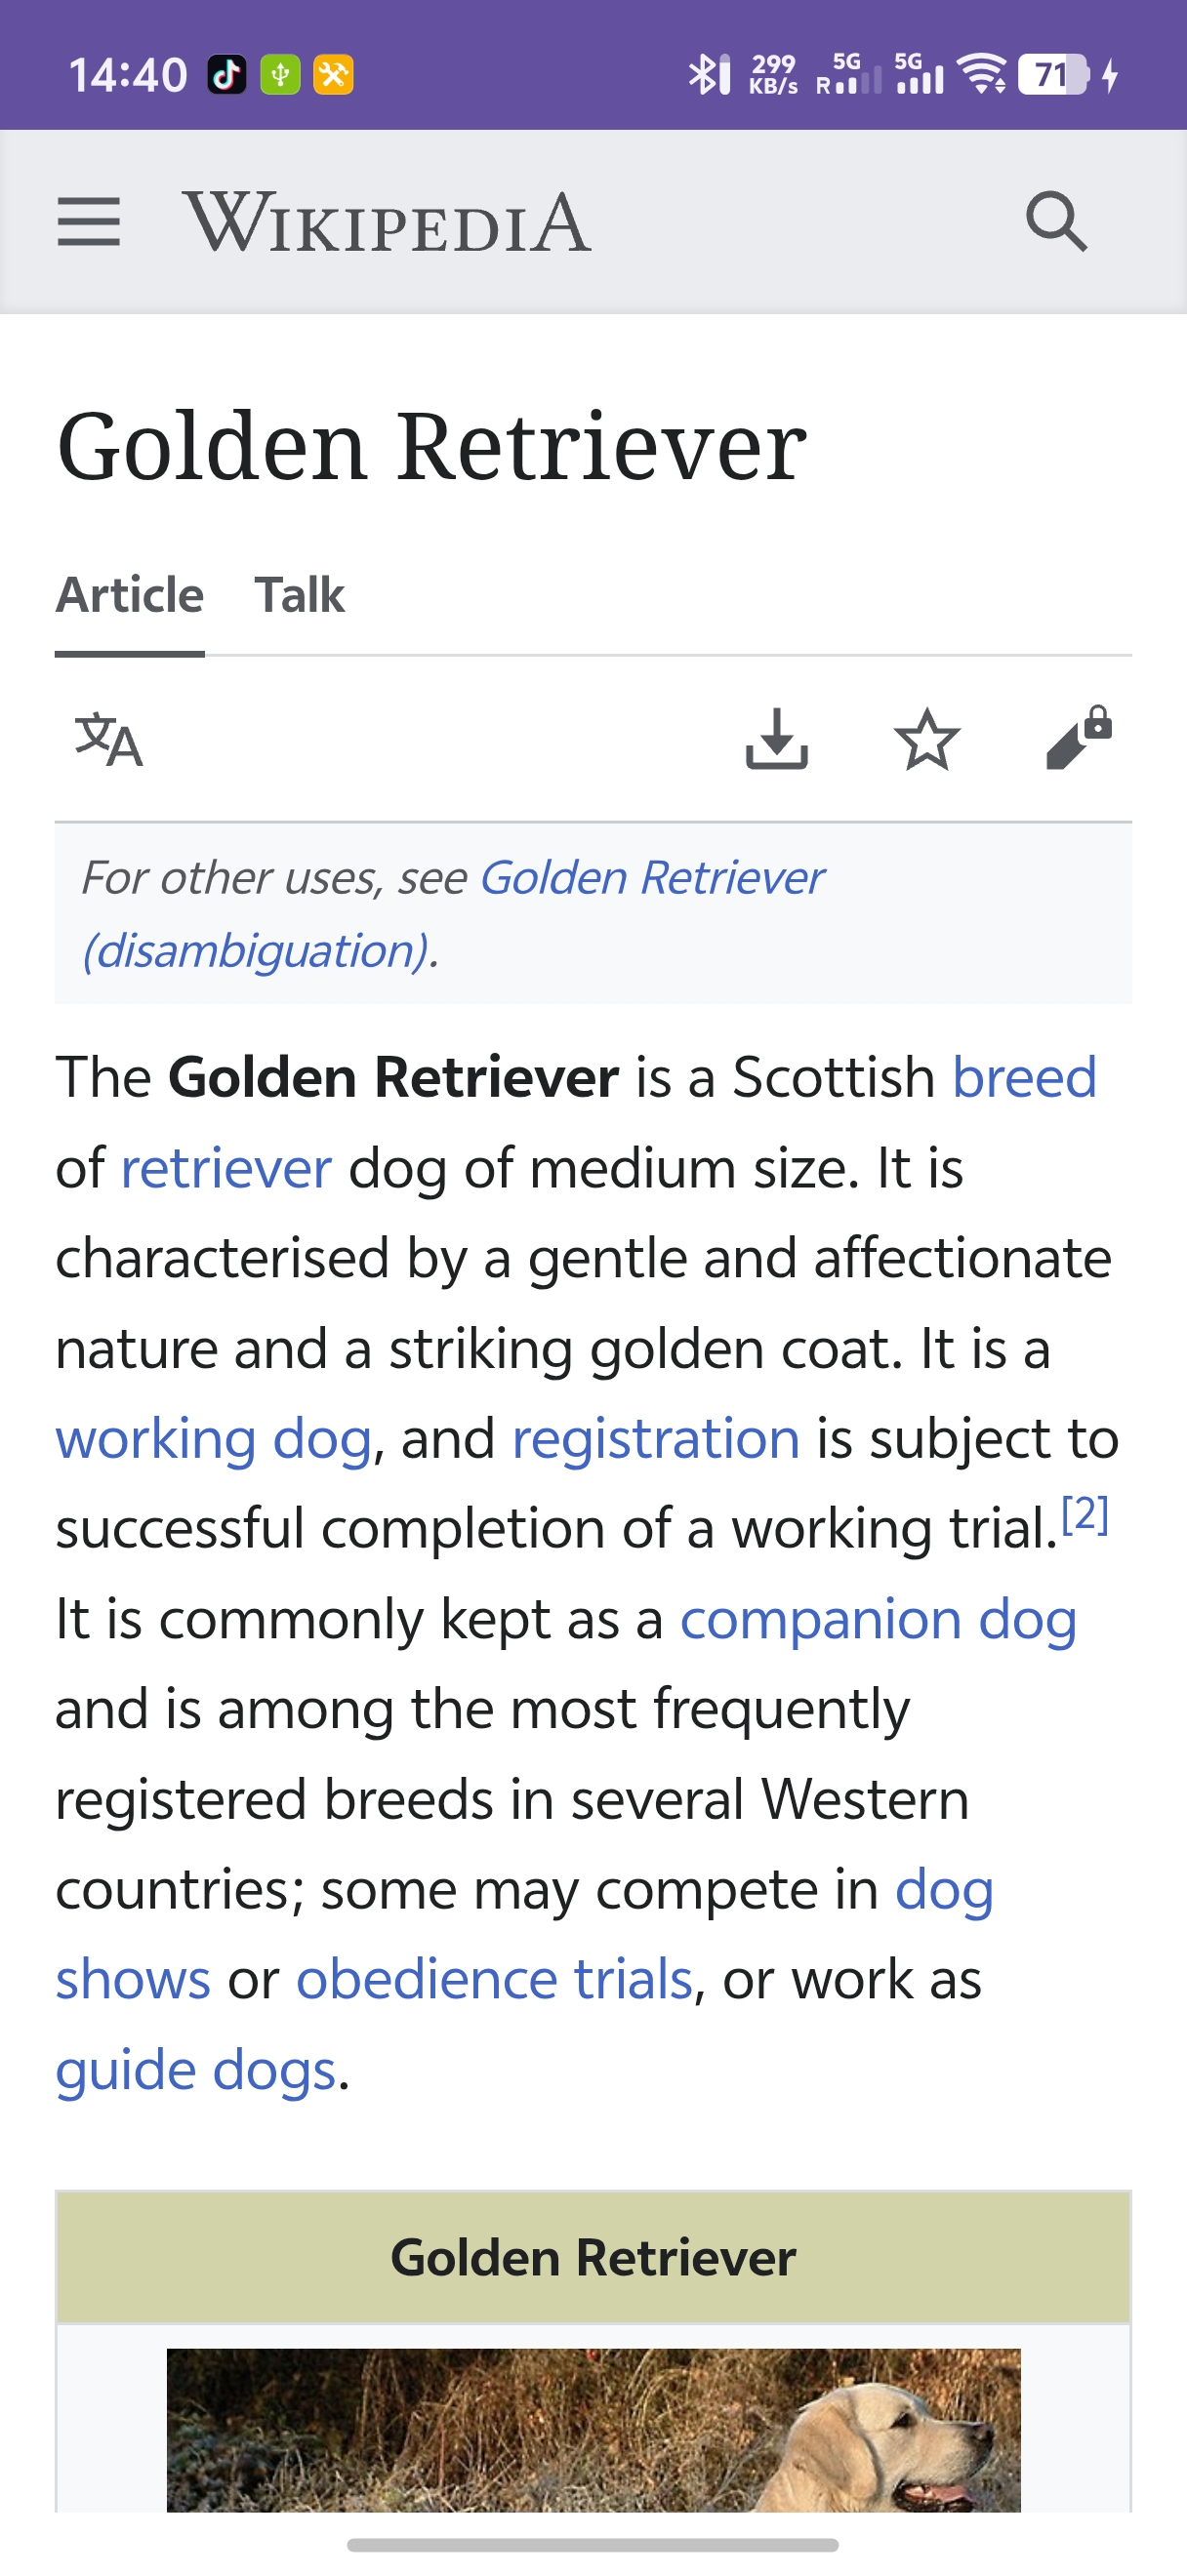 14:40 299 KB/s R 5G 5G 71
WIKIPEDIA
Golden Retriever
Article Talk
文A
For other uses, see Golden Retriever
(disambiguation).
The Golden Retriever is a Scottish breed
of retriever dog of medium size. It is
characterised by a gentle and affectionate
nature and a striking golden coat. It is a
working dog, and registration is subject to
successful completion of a working trial.[2]
It is commonly kept as a companion dog
and is among the most frequently
registered breeds in several Western
countries; some may compete in dog
shows or obedience trials, or work as
guide dogs.
Golden Retriever